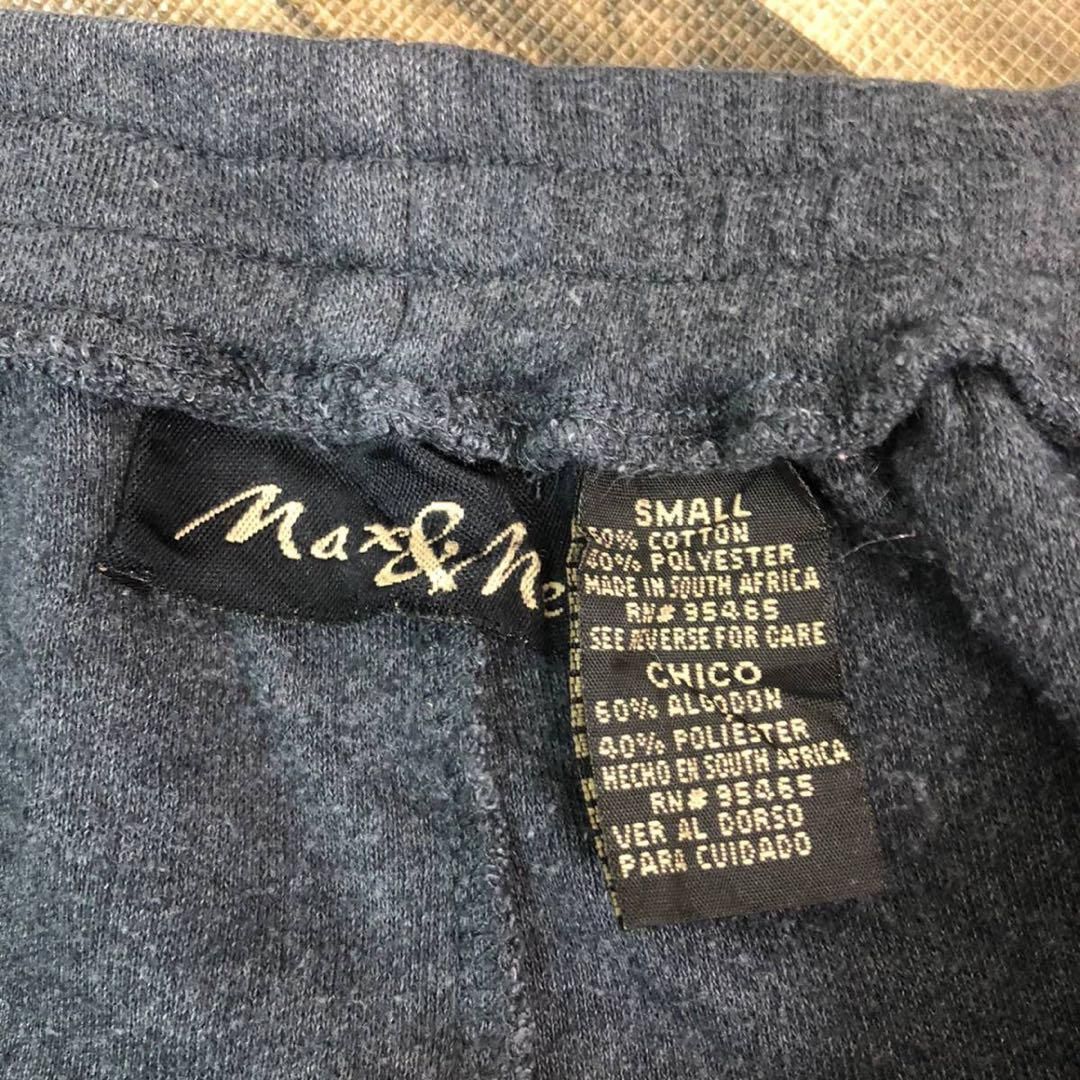 Max & Me
SMALL
60% COTTON
40% POLYESTER
MADE IN SOUTH AFRICA
RN# 95465
SEE REVERSE FOR CARE
CHICO
60% ALGODON
40% POLIÉSTER
HECHO EN SOUTH AFRICA
RN# 95465
VER AL DORSO
PARA CUIDADO